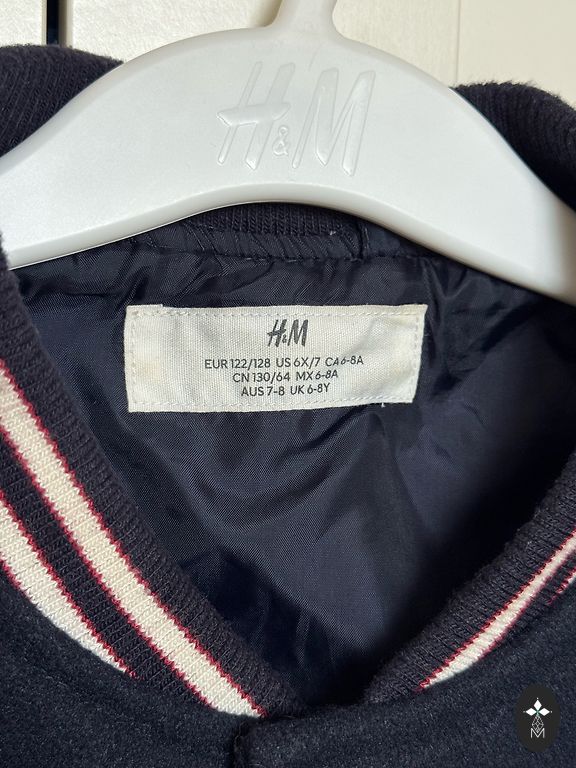 H&M
H&M
EUR 122/128 US 6X/7 CA 6-8A
CN 130/64 MX 6-8A
AUS 7-8 UK 6-8Y
M